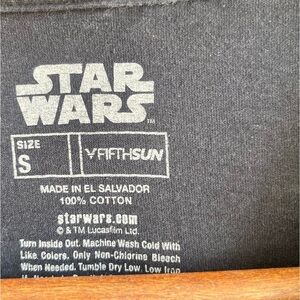 STAR
WARS™
SIZE
S
FIFTHSUN
MADE IN EL SALVADOR
100% COTTON
starwars.com
© & TM Lucasfilm Ltd.
Turn Inside Out. Machine Wash Cold With
Like Colors. Only Non-Chlorine Bleach
When Needed. Tumble Dry Low. Low Iron